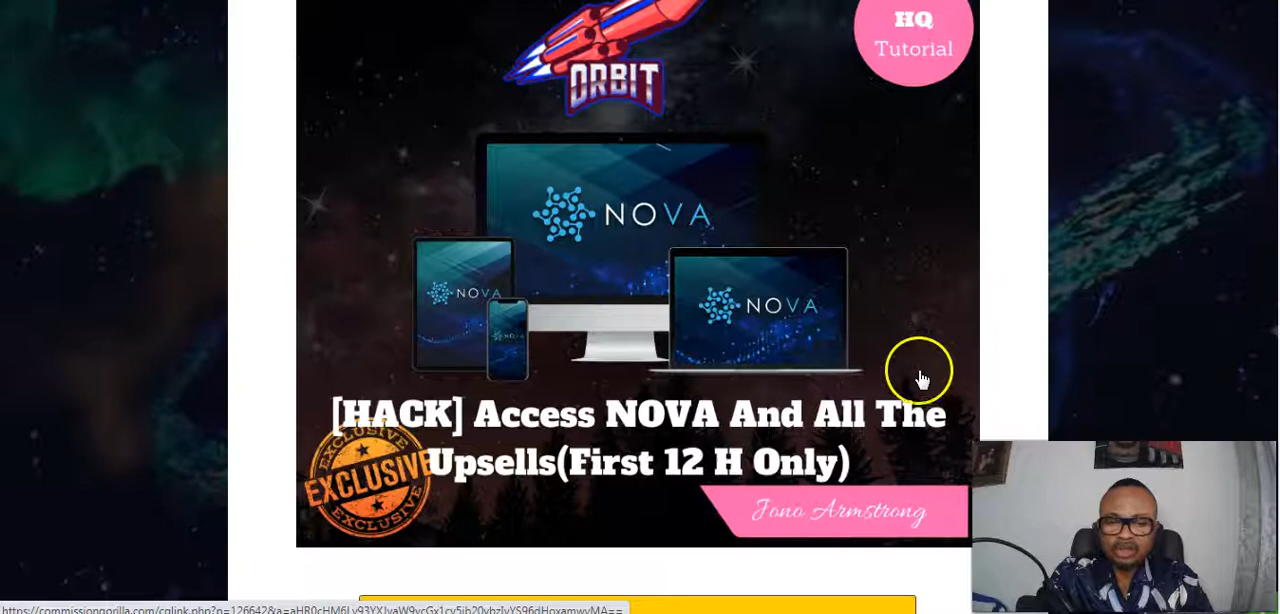 HQ
Tutorial
ORBIT
NOVA
NOVA
NOVA
NOVA
[HACK] Access NOVA And All The
Upsells(First 12 H Only)
EXCLUSIVE
EXCLUSIVE
EXCLUSIVE
Jono Armstrong